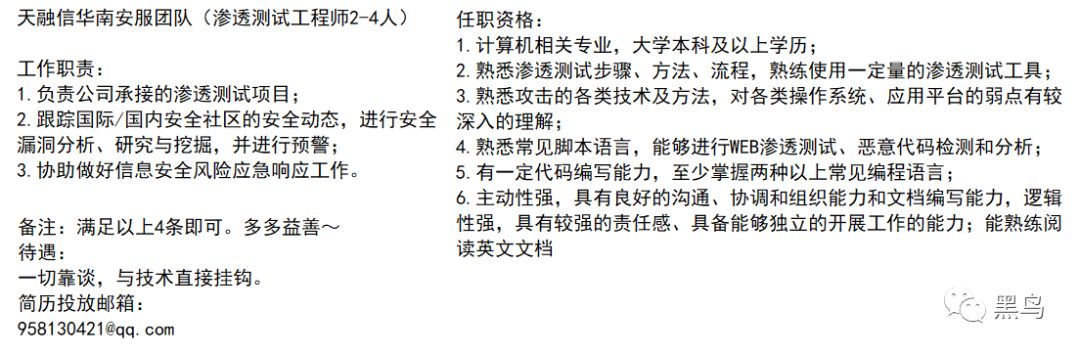 天融信华南安服团队（渗透测试工程师2-4人）
工作职责：
1.负责公司承接的渗透测试项目；
2.跟踪国际/国内安全社区的安全动态，进行安全
漏洞分析、研究与挖掘，并进行预警；
3.协助做好信息安全风险应急响应工作。
备注：满足以上4条即可。多多益善～
待遇：
一切靠谈，与技术直接挂钩。
简历投放邮箱：
958130421@qq.com
任职资格：
1.计算机相关专业，大学本科及以上学历；
2.熟悉渗透测试步骤、方法、流程，熟练使用一定量的渗透测试工具；
3.熟悉攻击的各类技术及方法，对各类操作系统、应用平台的弱点有较
深入的理解；
4.熟悉常见脚本语言，能够进行WEB渗透测试、恶意代码检测和分析；
5.有一定代码编写能力，至少掌握两种以上常见编程语言；
6.主动性强，具有良好的沟通、协调和组织能力和文档编写能力，逻辑
性强，具有较强的责任感、具备能够独立的开展工作的能力；能熟练阅
读英文文档
黑鸟